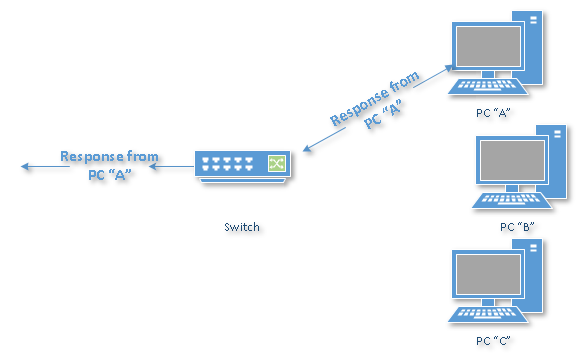 Response from
PC "A"
PC "A"
Response from
PC "A"
Switch
PC "B"
PC "C"